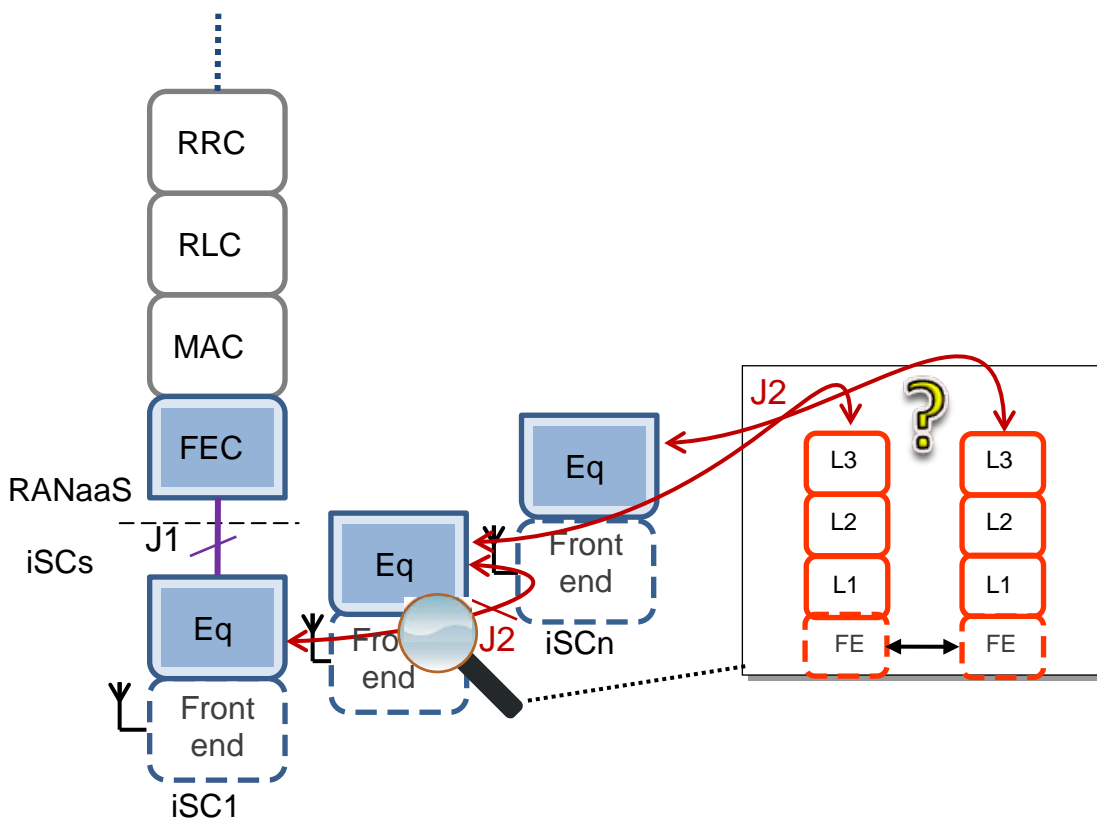 RRC
RLC
MAC
FEC
RANaaS
J1
iSCs
Eq
Front
end
iSC1
Eq
Front
end
J2
Eq
Front
end
iSCn
J2
?
L3
L3
L2
L2
L1
L1
FE
FE